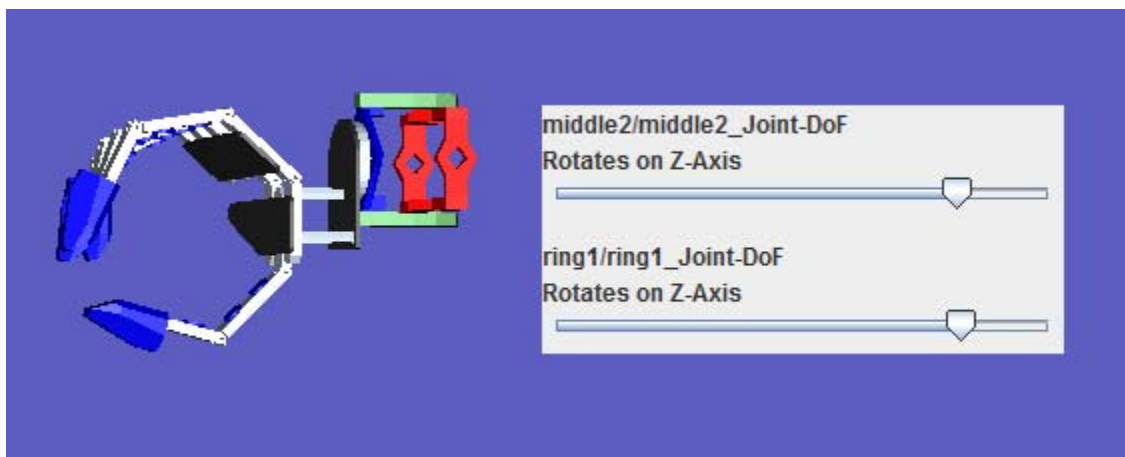 middle2/middle2_Joint-DoF
Rotates on Z-Axis
ring1/ring1_Joint-DoF
Rotates on Z-Axis